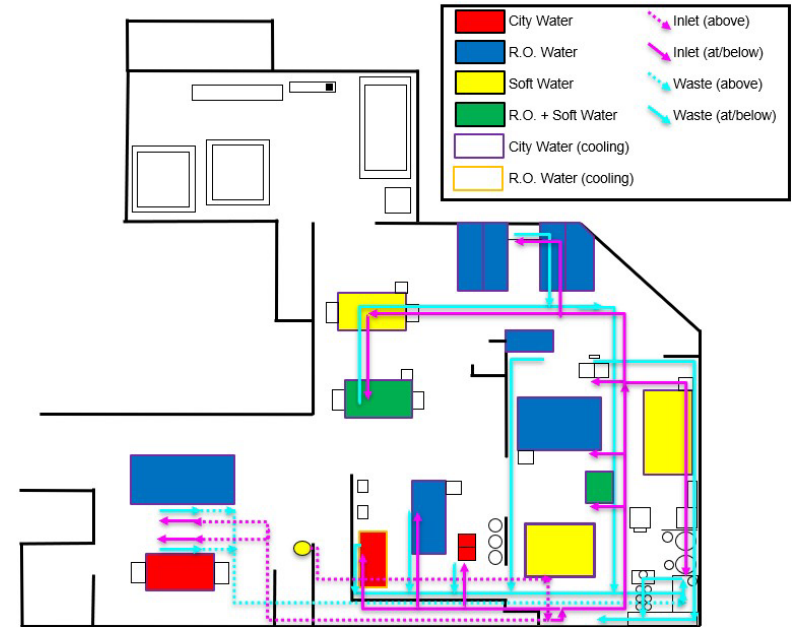 City Water
Inlet (above)
R.O. Water
Inlet (at/below)
Soft Water
Waste (above)
R.O. + Soft Water
Waste (at/below)
City Water (cooling)
R.O. Water (cooling)